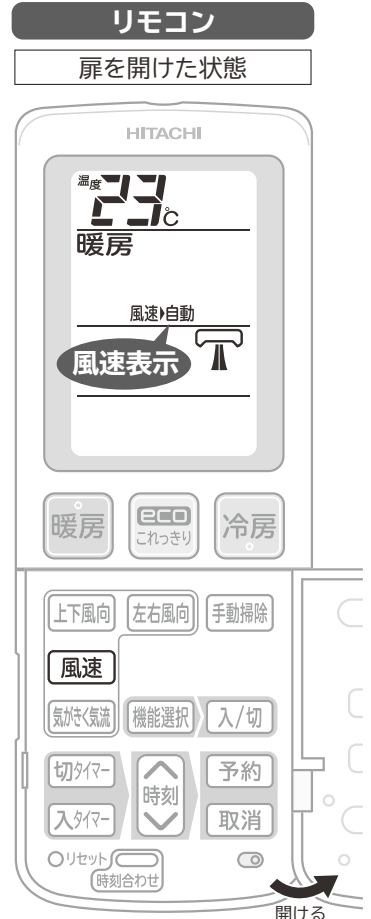 リモコン
扉を開けた状態
HITACHI
温度23℃
暖房
風速▶自動
風速表示
暖房
eco
これっきり
冷房
上下風向 左右風向 手動掃除
風速
気がきく気流 機能選択 入/切
切タイマー 予約
時刻
入タイマー 取消
リセット
時刻合わせ
開ける